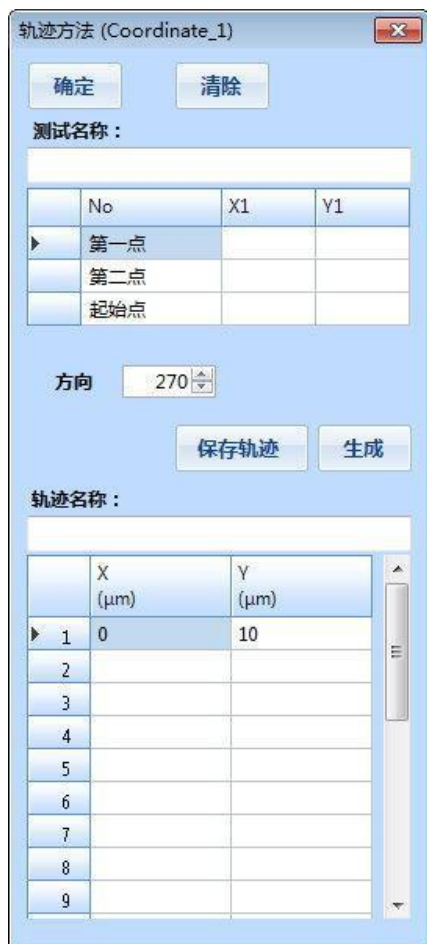 轨迹方法 (Coordinate_1)
确定 清除
测试名称：
No X1 Y1
第一点
第二点
起始点
方向 270
保存轨迹 生成
轨迹名称：
X Y
(µm) (µm)
1 0 10
2
3
4
5
6
7
8
9